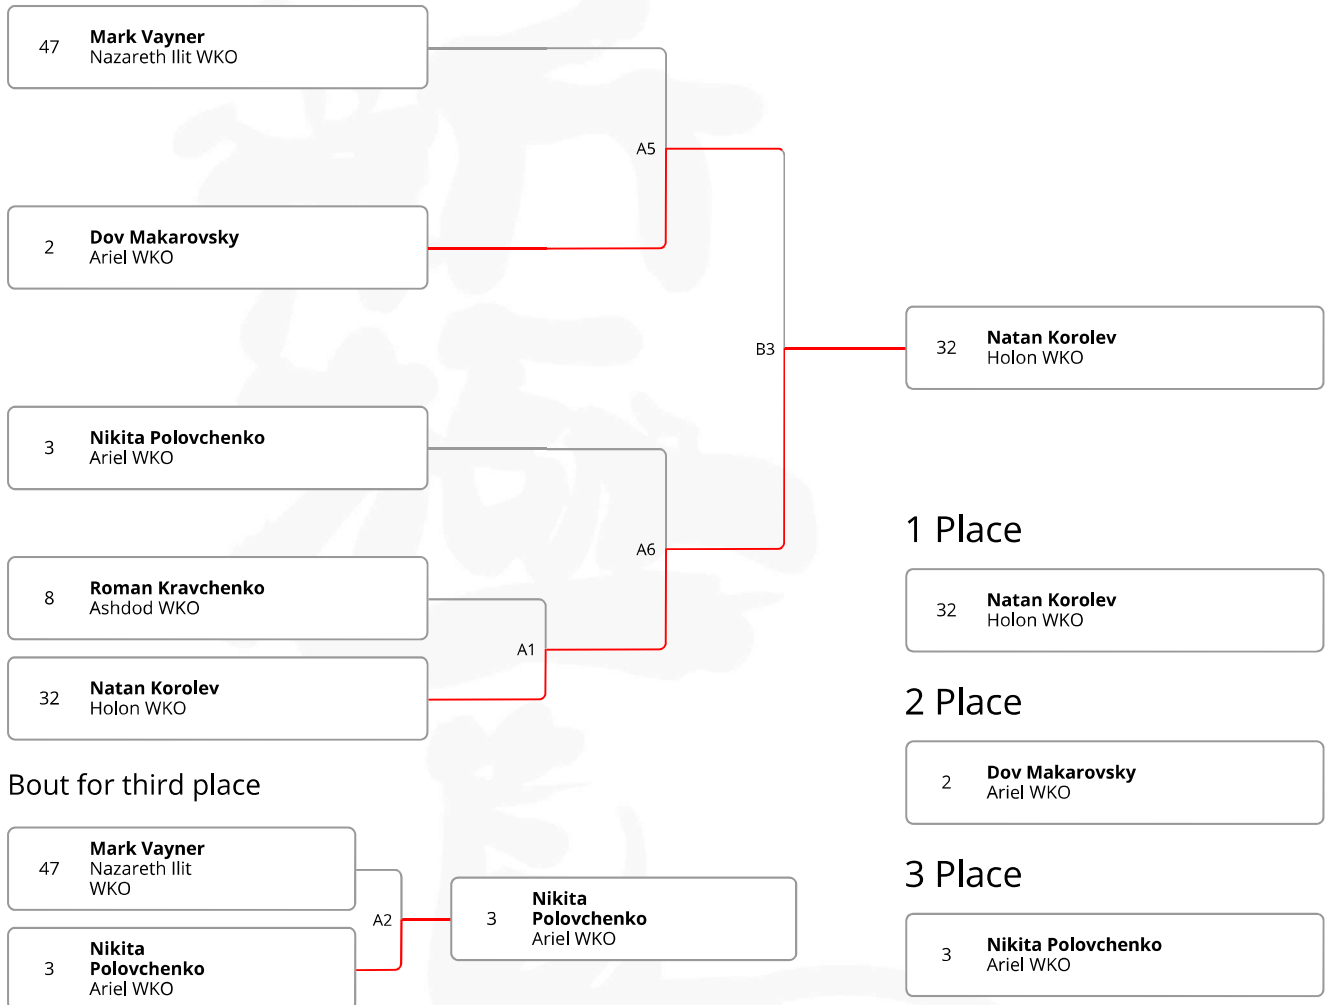 47
Mark Vayner
Nazareth Ilit WKO
A5
2
Dov Makarovsky
Ariel WKO
B3
32
Natan Korolev
Holon WKO
3
Nikita Polovchenko
Ariel WKO
A6
8
Roman Kravchenko
Ashdod WKO
A1
32
Natan Korolev
Holon WKO
Bout for third place
47
Mark Vayner
Nazareth Ilit
WKO
A2
3
Nikita
Polovchenko
Ariel WKO
3
Nikita
Polovchenko
Ariel WKO
1 Place
32
Natan Korolev
Holon WKO
2 Place
2
Dov Makarovsky
Ariel WKO
3 Place
3
Nikita Polovchenko
Ariel WKO